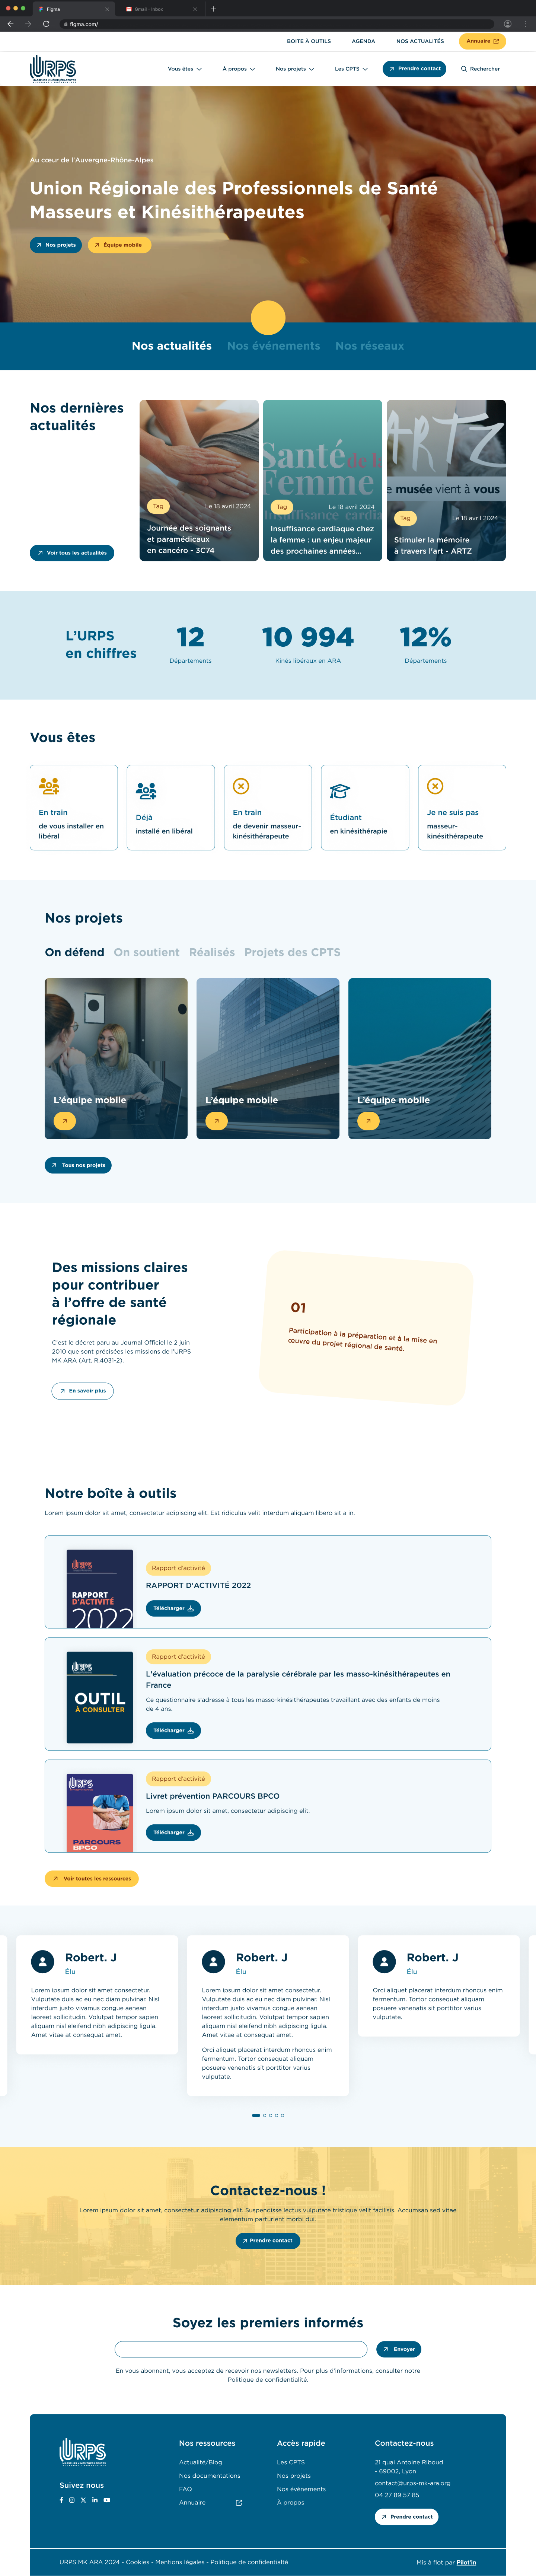 Figma
Gmail - Inbox
figma.com/
BOITE À OUTILS
AGENDA
NOS ACTUALITÉS
Annuaire
URPS
MASSEURS-KINÉSITHÉRAPEUTES
AUVERGNE - RHÔNE-ALPES
Vous êtes
À propos
Nos projets
Les CPTS
Prendre contact
Rechercher
Au cœur de l'Auvergne-Rhône-Alpes
Union Régionale des Professionnels de Santé
Masseurs et Kinésithérapeutes
Nos projets
Équipe mobile
Nos actualités
Nos événements
Nos réseaux
Nos dernières
actualités
Voir tous les actualités
Tag
Le 18 avril 2024
Journée des soignants
et paramédicaux
en cancéro - 3C74
Santé de la
Femme
Tag
Le 18 avril 2024
Insuffisance cardiaque chez
la femme : un enjeu majeur
des prochaines années...
ARTZ
e musée vient à vous
Tag
Le 18 avril 2024
Stimuler la mémoire
à travers l'art - ARTZ
L'URPS
en chiffres
12
Départements
10 994
Kinés libéraux en ARA
12%
Départements
Vous êtes
En train
de vous installer en
libéral
Déjà
installé en libéral
En train
de devenir masseur-
kinésithérapeute
Étudiant
en kinésithérapie
Je ne suis pas
masseur-
kinésithérapeute
Nos projets
On défend
On soutient
Réalisés
Projets des CPTS
L'équipe mobile
L'équipe mobile
L'équipe mobile
Tous nos projets
Des missions claires
pour contribuer
à l'offre de santé
régionale
C'est le décret paru au Journal Officiel le 2 juin
2010 que sont précisées les missions de l'URPS
MK ARA (Art. R.4031-2).
En savoir plus
01
Participation à la préparation et à la mise en
œuvre du projet régional de santé.
Notre boîte à outils
Lorem ipsum dolor sit amet, consectetur adipiscing elit. Est ridiculus velit interdum aliquam libero sit a in.
URPS
RAPPORT
D'ACTIVITÉ
2022
Rapport d'activité
RAPPORT D'ACTIVITÉ 2022
Télécharger
URPS
OUTIL
À CONSULTER
Rapport d'activité
L'évaluation précoce de la paralysie cérébrale par les masso-kinésithérapeutes en
France
Ce questionnaire s'adresse à tous les masso-kinésithérapeutes travaillant avec des enfants de moins
de 4 ans.
Télécharger
URPS
PARCOURS
BPCO
Rapport d'activité
Livret prévention PARCOURS BPCO
Lorem ipsum dolor sit amet, consectetur adipiscing elit.
Télécharger
Voir toutes les ressources
Robert. J
Élu
Lorem ipsum dolor sit amet consectetur.
Vulputate duis ac eu nec diam pulvinar. Nisl
interdum justo vivamus congue aenean
laoreet sollicitudin. Volutpat tempor sapien
aliquam nisl eleifend nibh adipiscing ligula.
Amet vitae at consequat amet.
Robert. J
Élu
Lorem ipsum dolor sit amet consectetur.
Vulputate duis ac eu nec diam pulvinar. Nisl
interdum justo vivamus congue aenean
laoreet sollicitudin. Volutpat tempor sapien
aliquam nisl eleifend nibh adipiscing ligula.
Amet vitae at consequat amet.
Orci aliquet placerat interdum rhoncus enim
fermentum. Tortor consequat aliquam
posuere venenatis sit porttitor varius
vulputate.
Robert. J
Élu
Orci aliquet placerat interdum rhoncus enim
fermentum. Tortor consequat aliquam
posuere venenatis sit porttitor varius
vulputate.
Contactez-nous !
Lorem ipsum dolor sit amet, consectetur adipiscing elit. Suspendisse lectus vulputate tristique velit facilisis. Accumsan sed vitae
elementum parturient morbi dui.
Prendre contact
Soyez les premiers informés
Envoyer
En vous abonnant, vous acceptez de recevoir nos newsletters. Pour plus d'informations, consulter notre
Politique de confidentialité.
URPS
MASSEURS-KINÉSITHÉRAPEUTES
AUVERGNE - RHÔNE-ALPES
Suivez nous
Nos ressources
Actualité/Blog
Nos documentations
FAQ
Annuaire
Accès rapide
Les CPTS
Nos projets
Nos évènements
À propos
Contactez-nous
21 quai Antoine Riboud
- 69002, Lyon
contact@urps-mk-ara.org
04 27 89 57 85
Prendre contact
URPS MK ARA 2024 - Cookies - Mentions légales - Politique de confidentialté
Mis à flot par Pilot'in